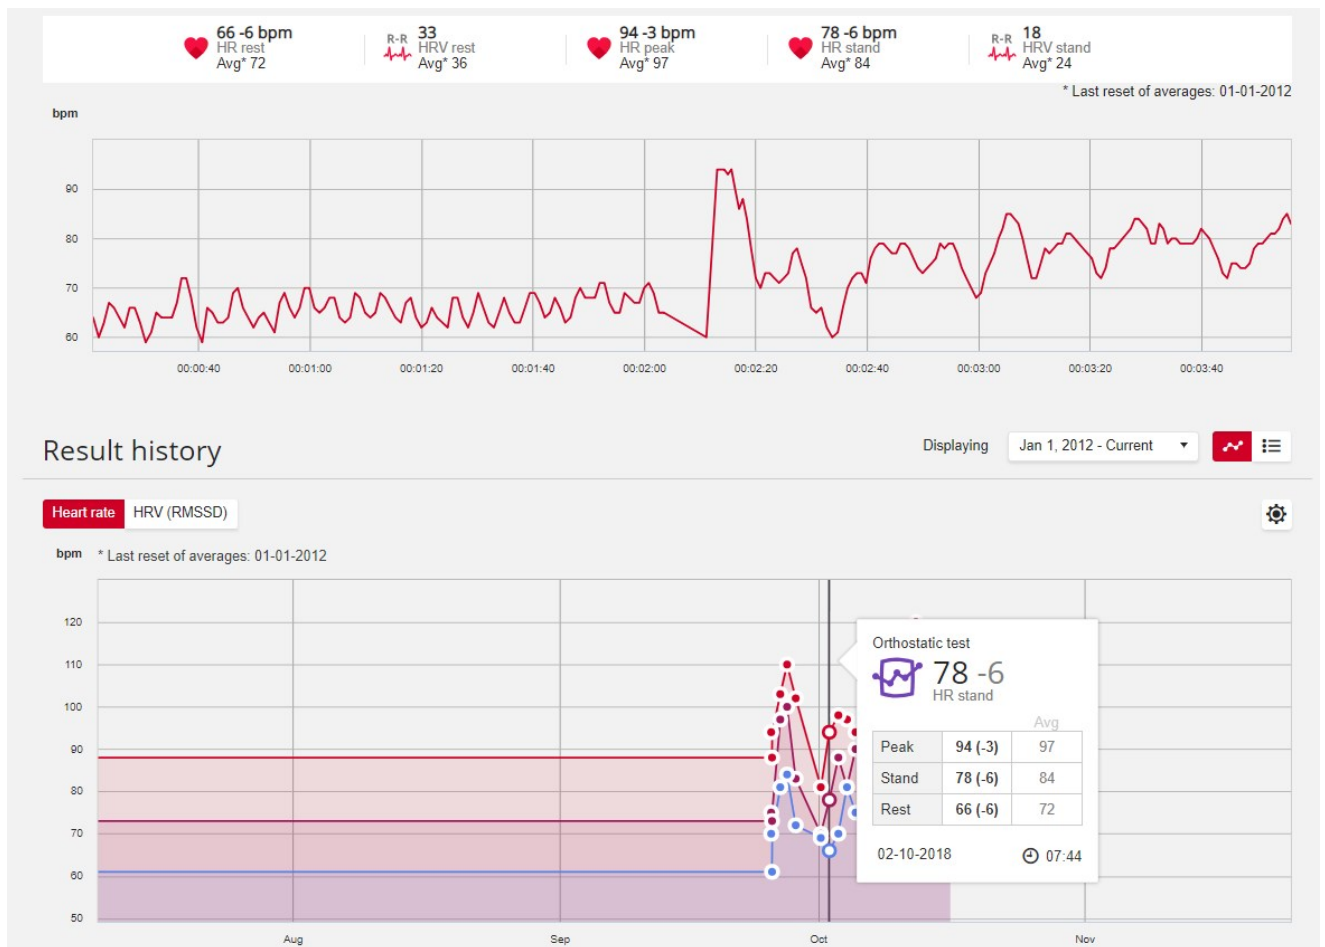 66 -6 bpm
HR rest
Avg* 72
R-R 33
HRV rest
Avg* 36
94 -3 bpm
HR peak
Avg* 97
78 -6 bpm
HR stand
Avg* 84
R-R 18
HRV stand
Avg* 24
* Last reset of averages: 01-01-2012
bpm
90
80
70
60
00:00:40 00:01:00 00:01:20 00:01:40 00:02:00 00:02:20 00:02:40 00:03:00 00:03:20 00:03:40
Result history
Displaying Jan 1, 2012 - Current
Heart rate HRV (RMSSD)
bpm * Last reset of averages: 01-01-2012
120
110
100
90
80
70
60
50
Aug Sep Oct Nov
Orthostatic test
78 -6
HR stand
Avg
Peak 94 (-3) 97
Stand 78 (-6) 84
Rest 66 (-6) 72
02-10-2018 07:44